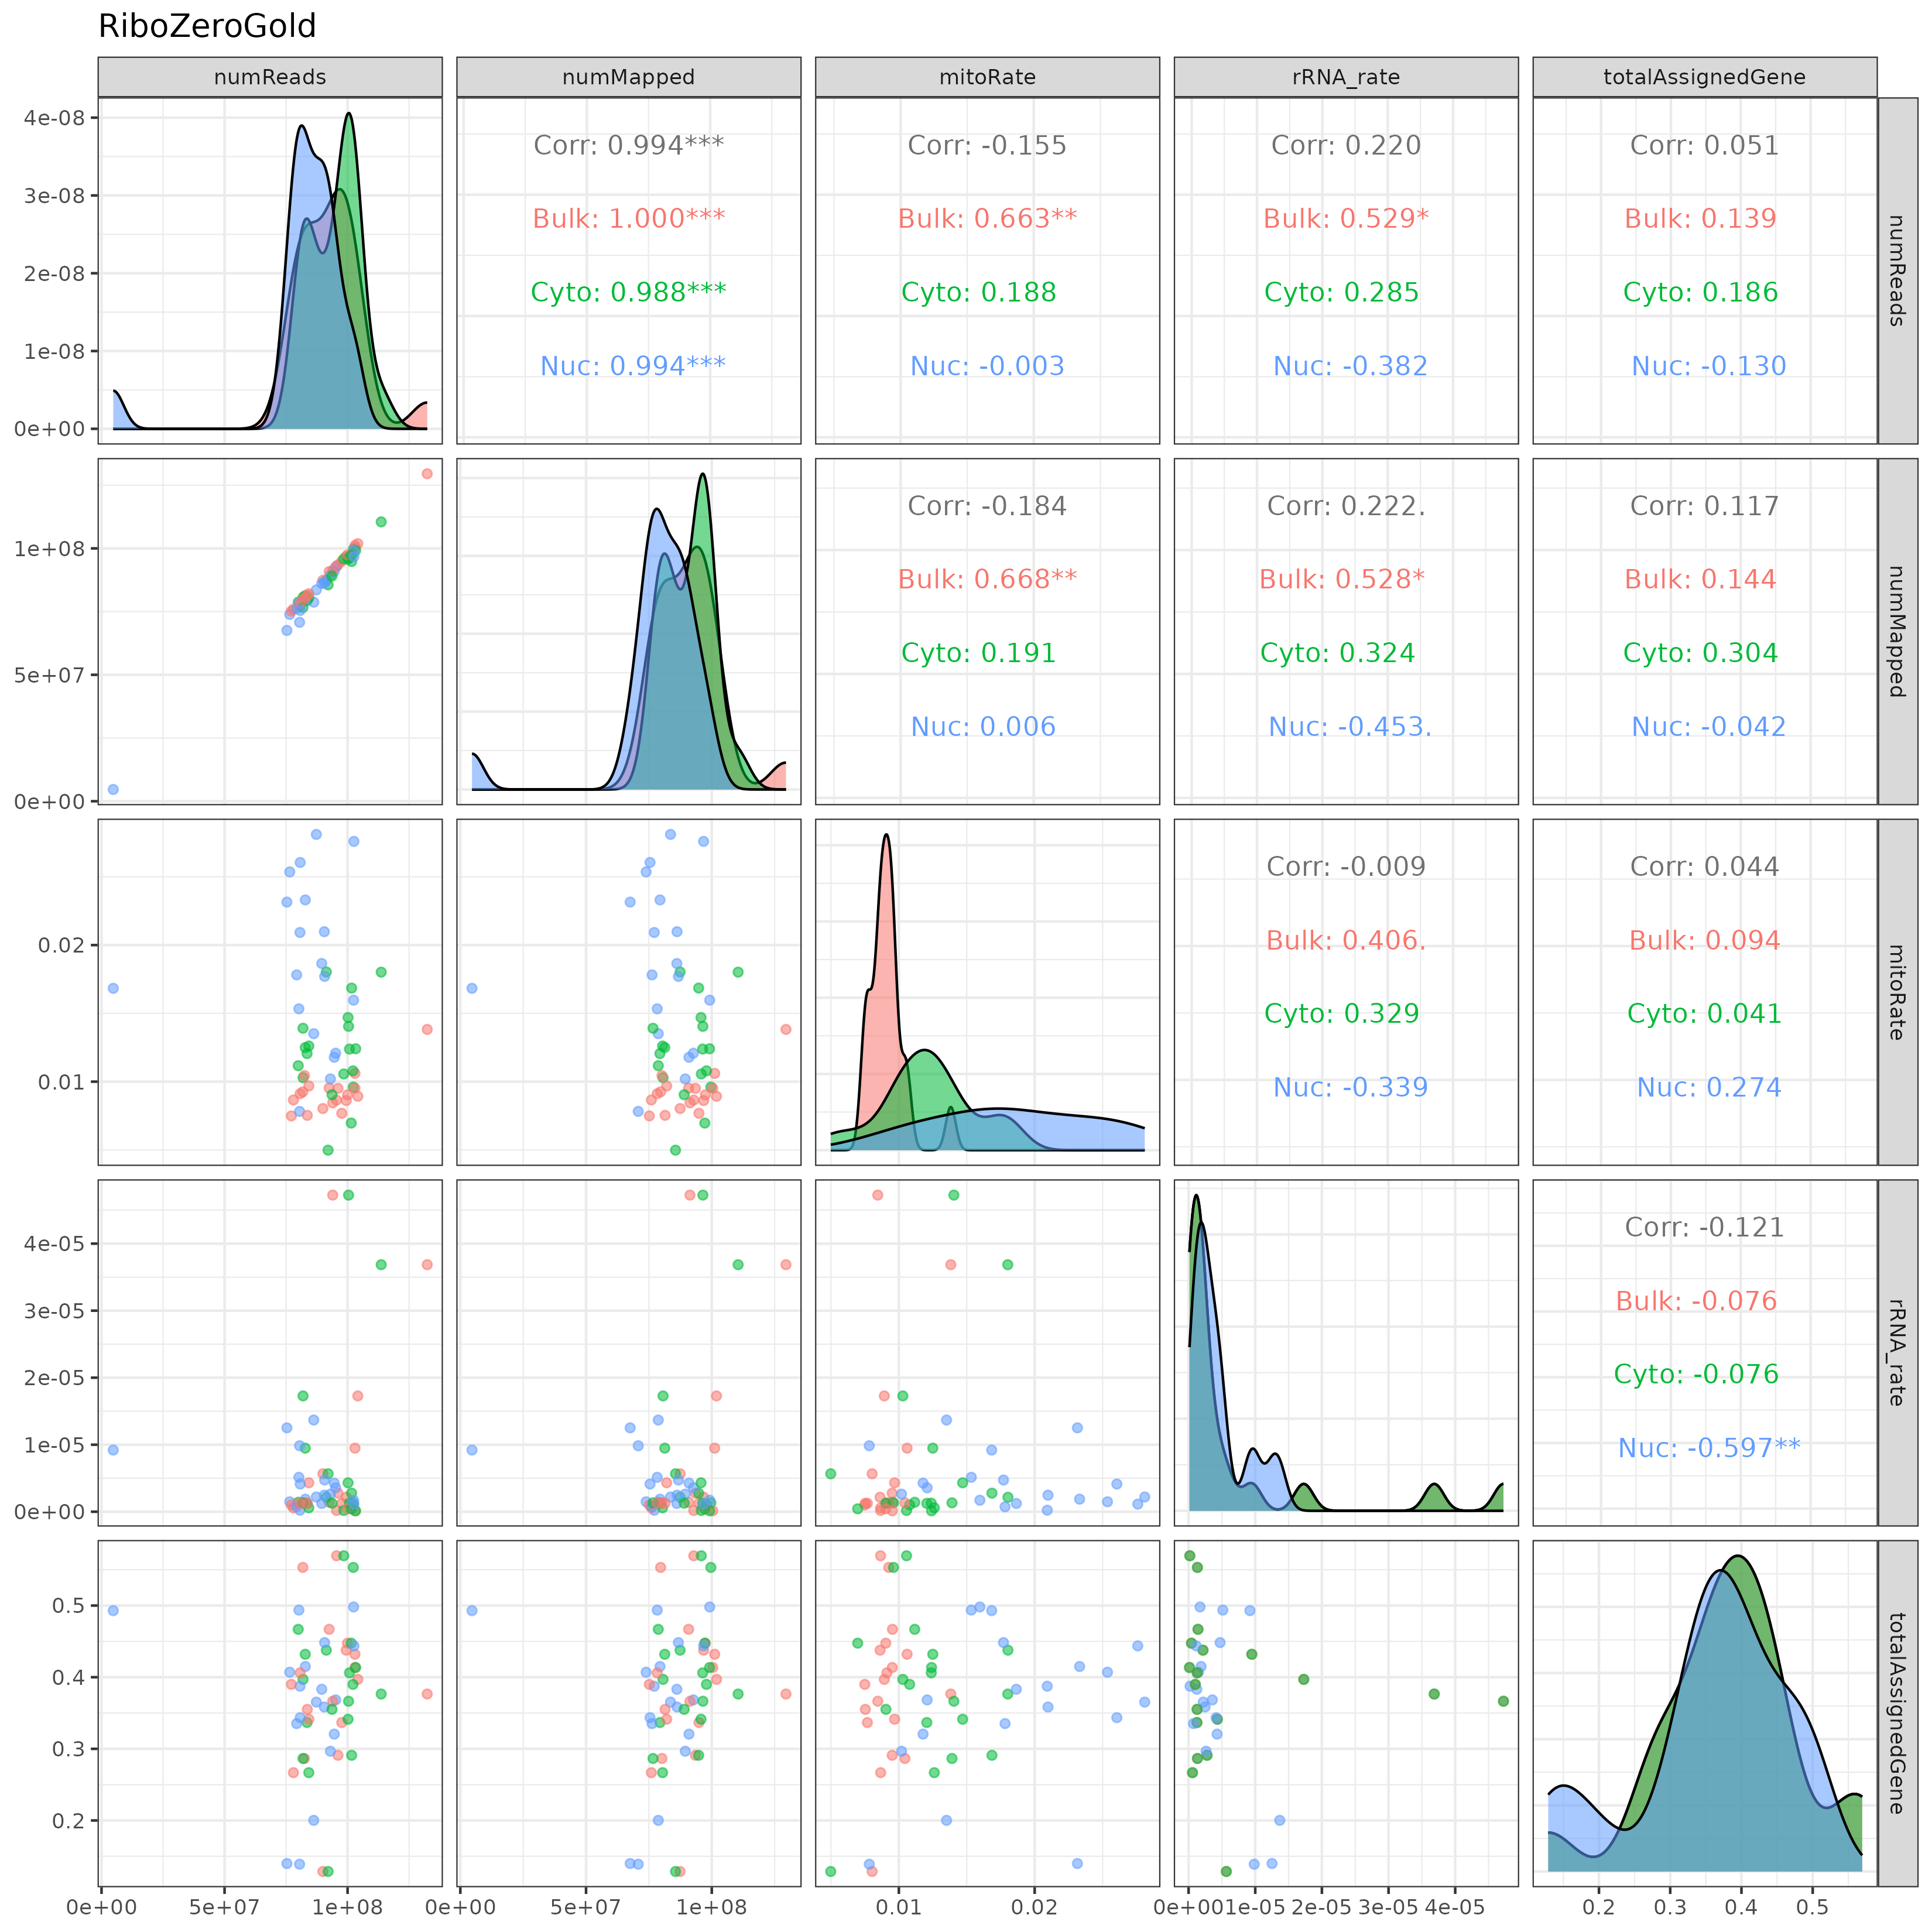 RiboZeroGold
numReads numMapped mitoRate rRNA_rate totalAssignedGene
4e-08
3e-08
2e-08
1e-08
0e+00
Corr: 0.994*** Corr: -0.155 Corr: 0.220 Corr: 0.051
Bulk: 1.000*** Bulk: 0.663** Bulk: 0.529* Bulk: 0.139
Cyto: 0.988*** Cyto: 0.188 Cyto: 0.285 Cyto: 0.186
Nuc: 0.994*** Nuc: -0.003 Nuc: -0.382 Nuc: -0.130
numReads
1e+08
5e+07
0e+00
Corr: -0.184 Corr: 0.222. Corr: 0.117
Bulk: 0.668** Bulk: 0.528* Bulk: 0.144
Cyto: 0.191 Cyto: 0.324 Cyto: 0.304
Nuc: 0.006 Nuc: -0.453. Nuc: -0.042
numMapped
0.02
0.01
Corr: -0.009 Corr: 0.044
Bulk: 0.406. Bulk: 0.094
Cyto: 0.329 Cyto: 0.041
Nuc: -0.339 Nuc: 0.274
mitoRate
4e-05
3e-05
2e-05
1e-05
0e+00
Corr: -0.121
Bulk: -0.076
Cyto: -0.076
Nuc: -0.597**
rRNA_rate
0.5
0.4
0.3
0.2
totalAssignedGene
0e+00 5e+07 1e+08 0e+00 5e+07 1e+08 0.01 0.02 0e+00 1e-05 2e-05 3e-05 4e-05 0.2 0.3 0.4 0.5